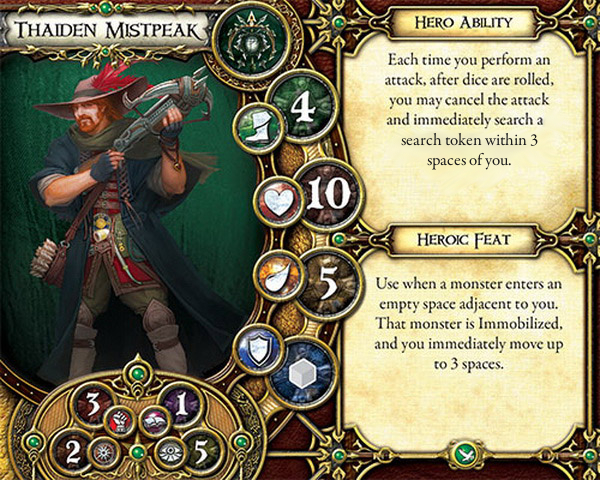 THAIDEN MISTPEAK
4
10
5
3
1
2
5
HERO ABILITY
Each time you perform an
attack, after dice are rolled,
you may cancel the attack
and immediately search a
search token within 3
spaces of you.
HEROIC FEAT
Use when a monster enters an
empty space adjacent to you.
That monster is Immobilized,
and you immediately move up
to 3 spaces.